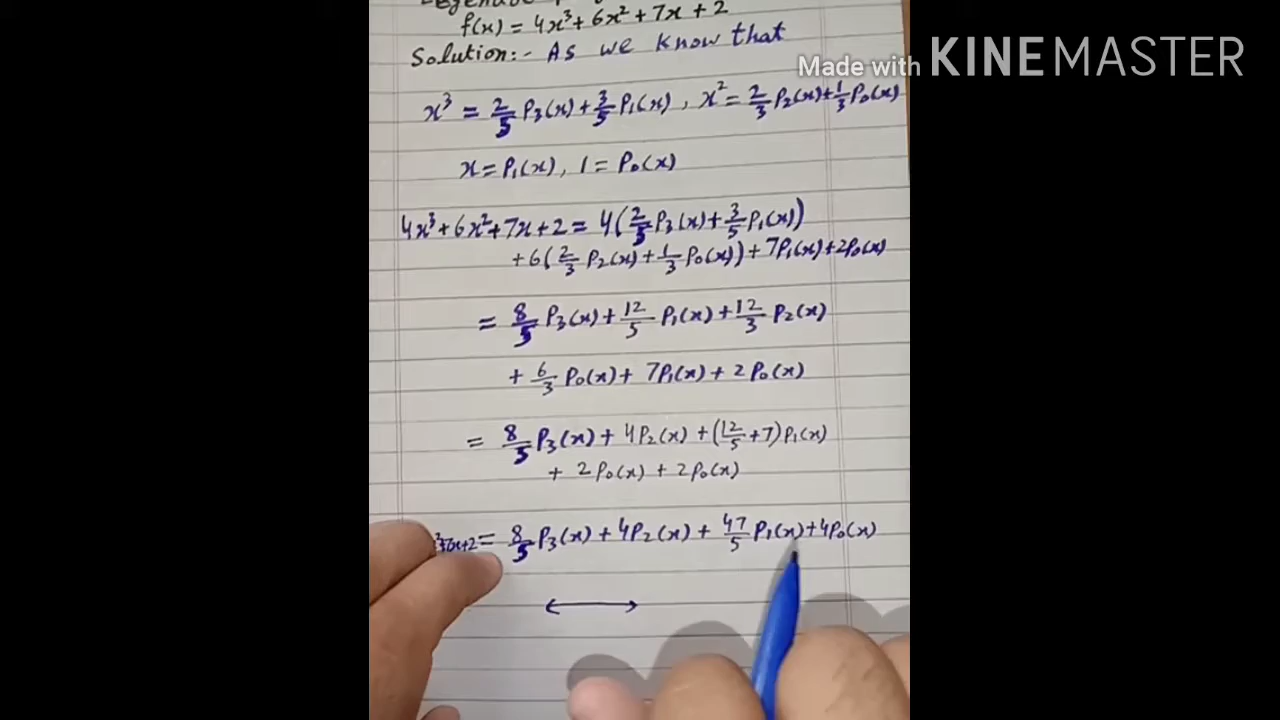 f(x) = 4x³ + 6x² + 7x + 2
Solution:- As we know that
Made with KINEMASTER
x³ = 2/5 P₃(x) + 3/5 P₁(x), x² = 2/3 P₂(x) + 1/3 P₀(x)
x = P₁(x), 1 = P₀(x)
4x³ + 6x² + 7x + 2 = 4(2/5 P₃(x) + 3/5 P₁(x))
+ 6(2/3 P₂(x) + 1/3 P₀(x)) + 7P₁(x) + 2P₀(x)
= 8/5 P₃(x) + 12/5 P₁(x) + 12/3 P₂(x)
+ 6/3 P₀(x) + 7P₁(x) + 2P₀(x)
= 8/5 P₃(x) + 4P₂(x) + (12/5 + 7)P₁(x)
+ 2P₀(x) + 2P₀(x)
= 8/5 P₃(x) + 4P₂(x) + 47/5 P₁(x) + 4P₀(x)